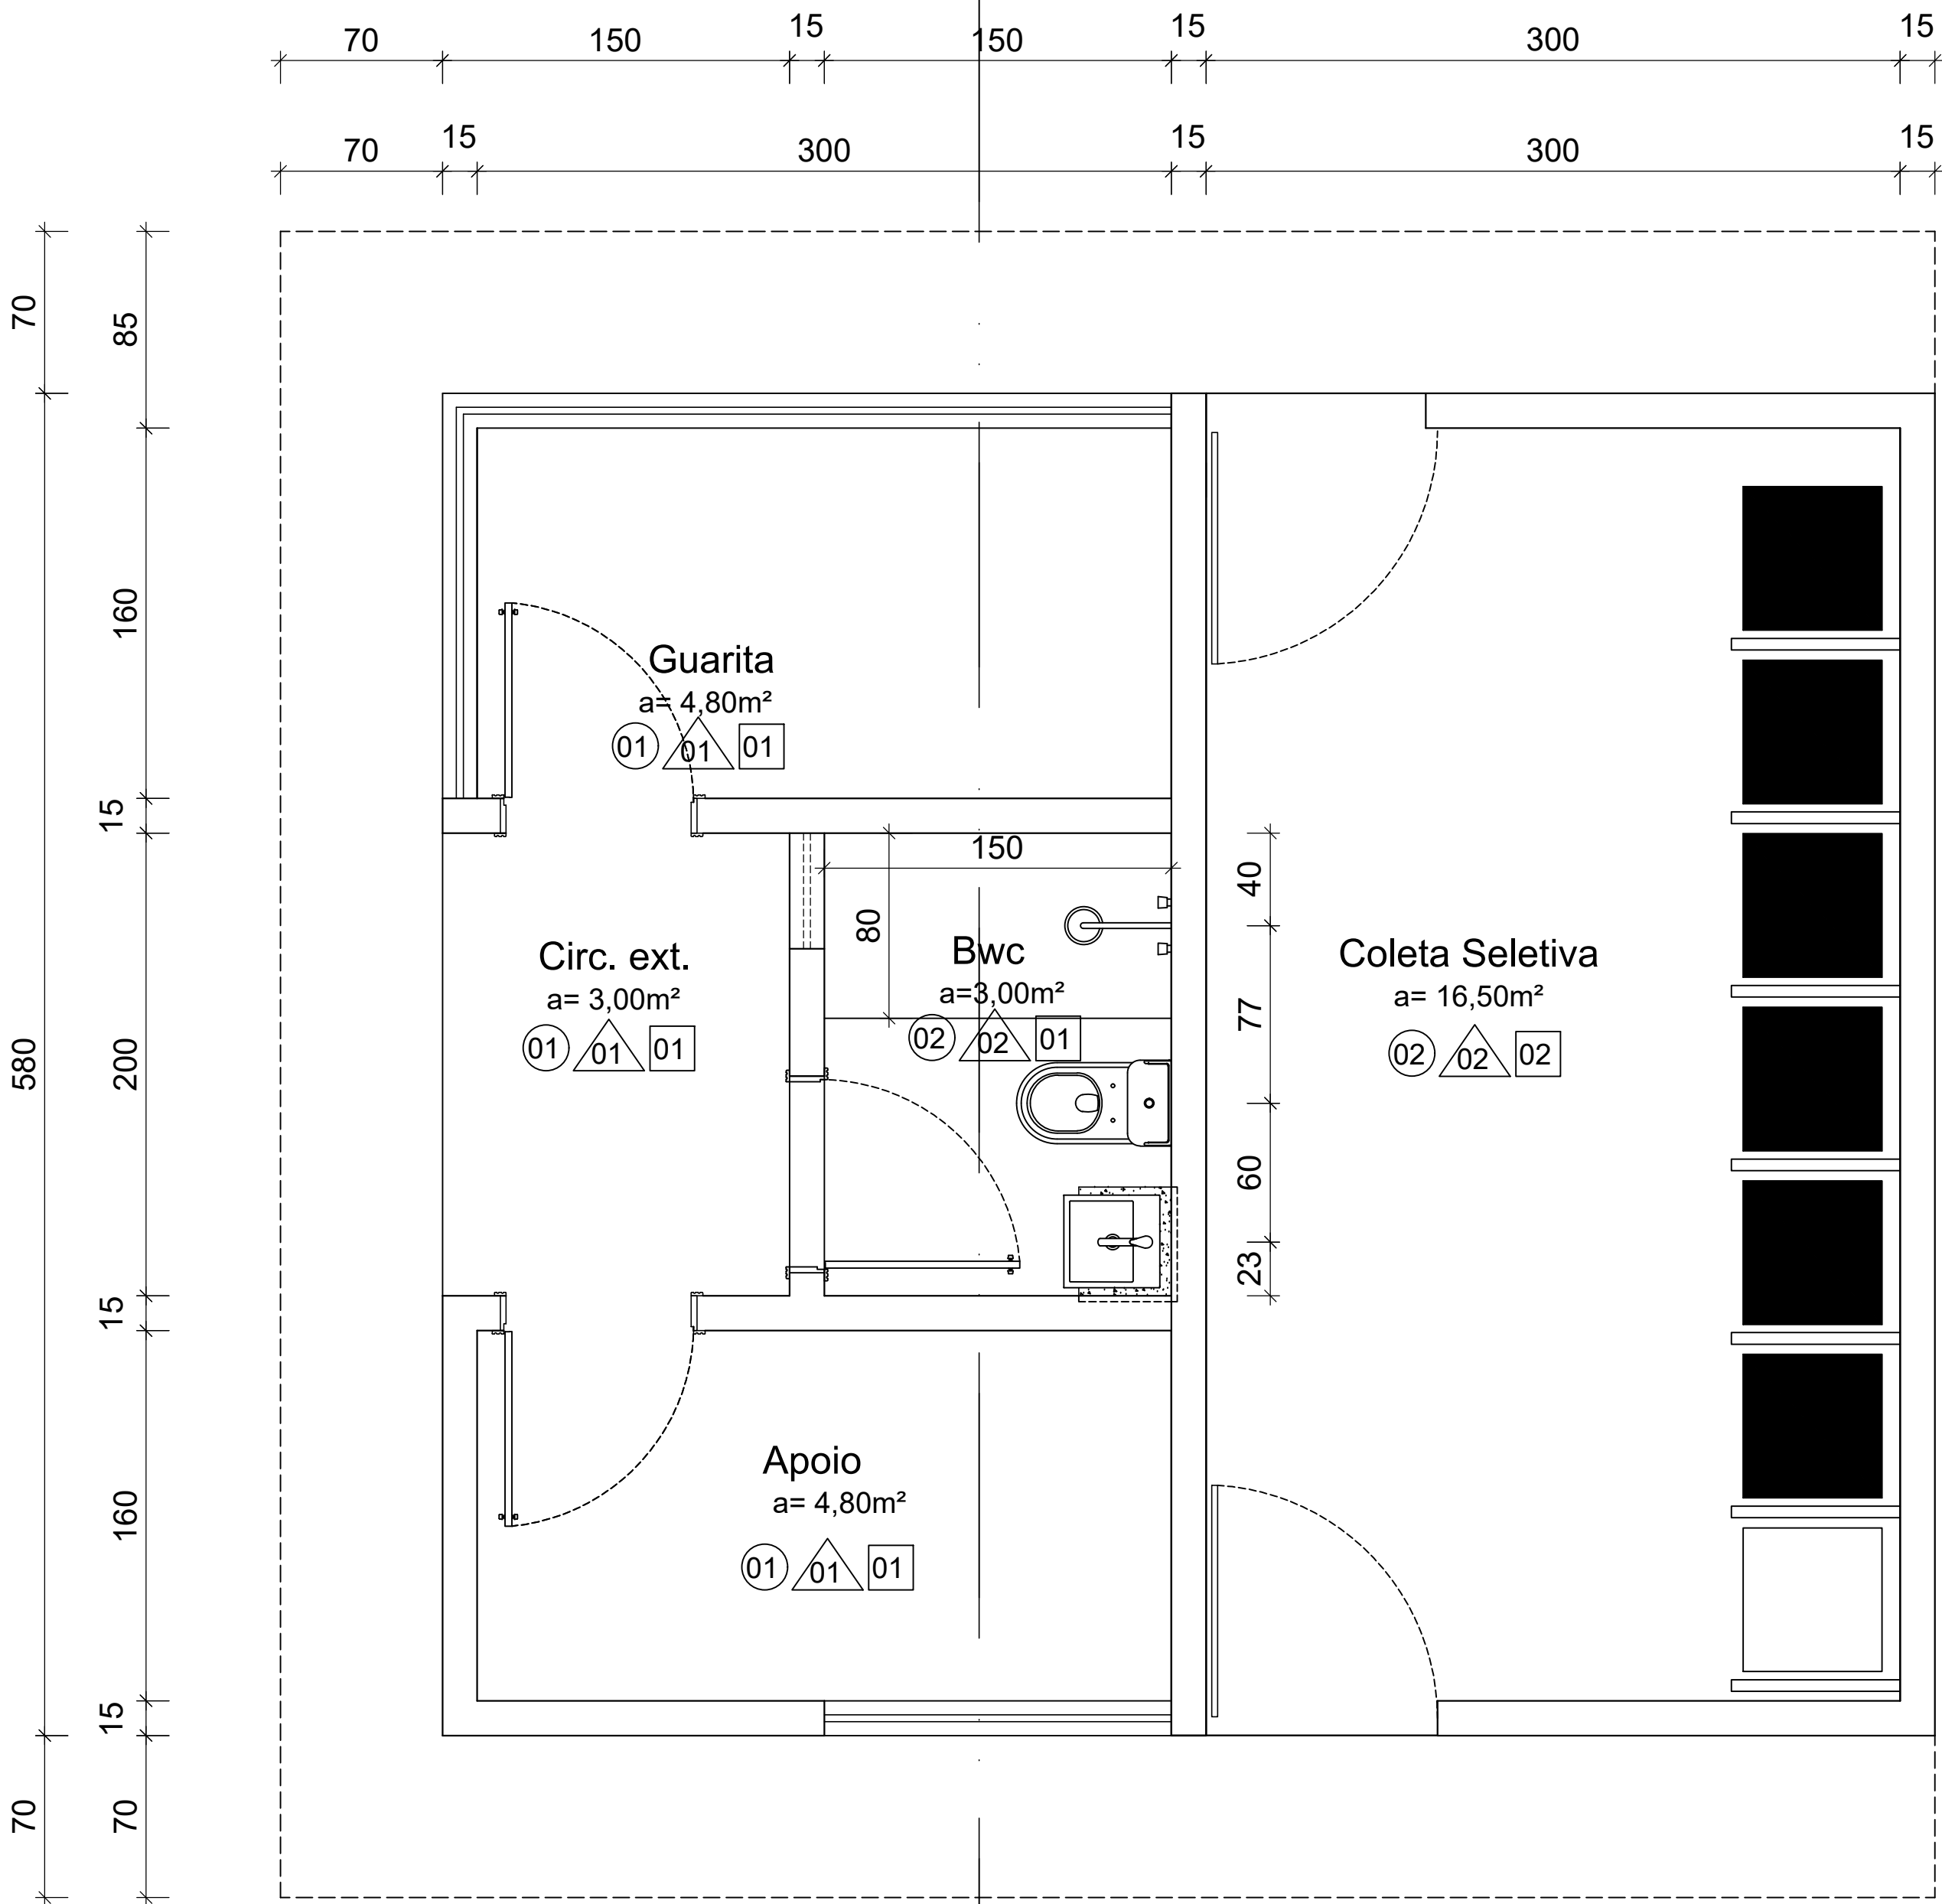 70 150 15 150 15 300 15
70 15 300 15 300 15
70 85
Guarita
a= 4,80m²
01 01 01
160
15
150
40
80
Circ. ext.
a= 3,00m²
01 01 01
Bwc
a=3,00m²
02 02 01
Coleta Seletiva
a= 16,50m²
02 02 02
77
580 200
60
23
15
Apoio
a= 4,80m²
01 01 01
160
15
70 70